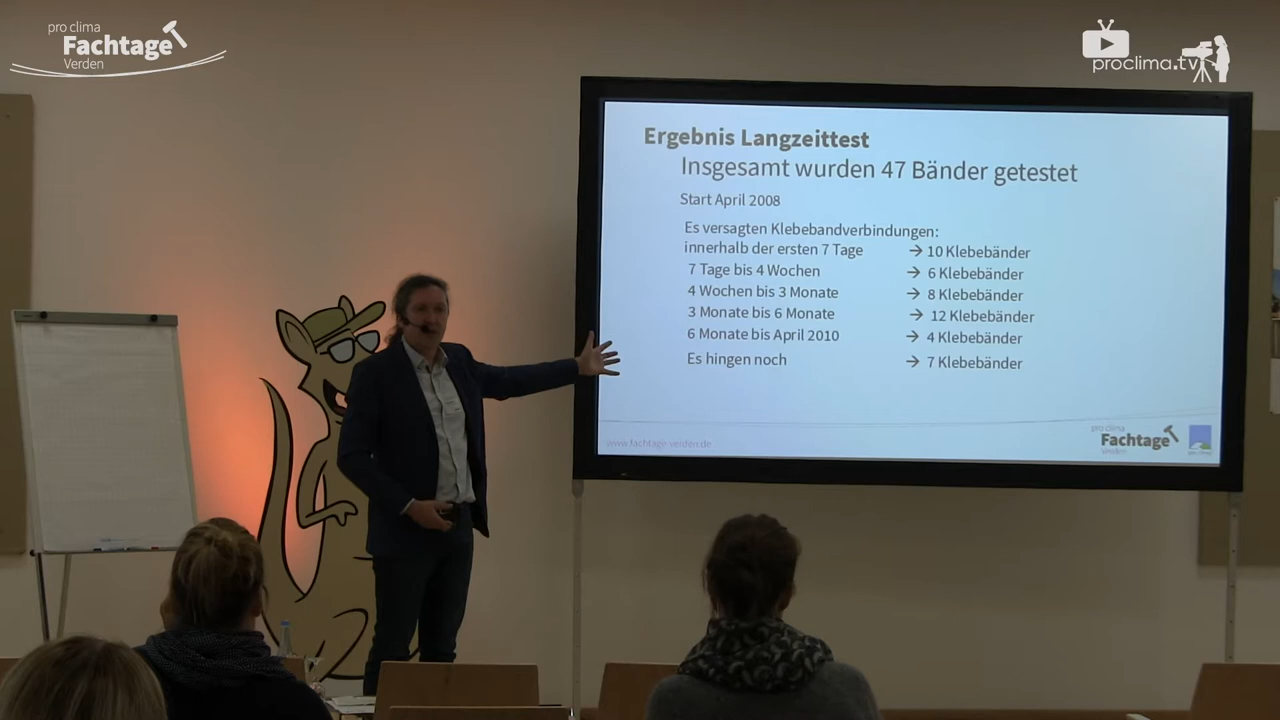 pro clima
Fachtage
Verden
proclima.tv
Ergebnis Langzeittest
Insgesamt wurden 47 Bänder getestet
Start April 2008
Es versagten Klebebandverbindungen:
innerhalb der ersten 7 Tage → 10 Klebebänder
7 Tage bis 4 Wochen → 6 Klebebänder
4 Wochen bis 3 Monate → 8 Klebebänder
3 Monate bis 6 Monate → 12 Klebebänder
6 Monate bis April 2010 → 4 Klebebänder
Es hingen noch → 7 Klebebänder
www.fachtage-verden.de
pro clima
Fachtage
Verden